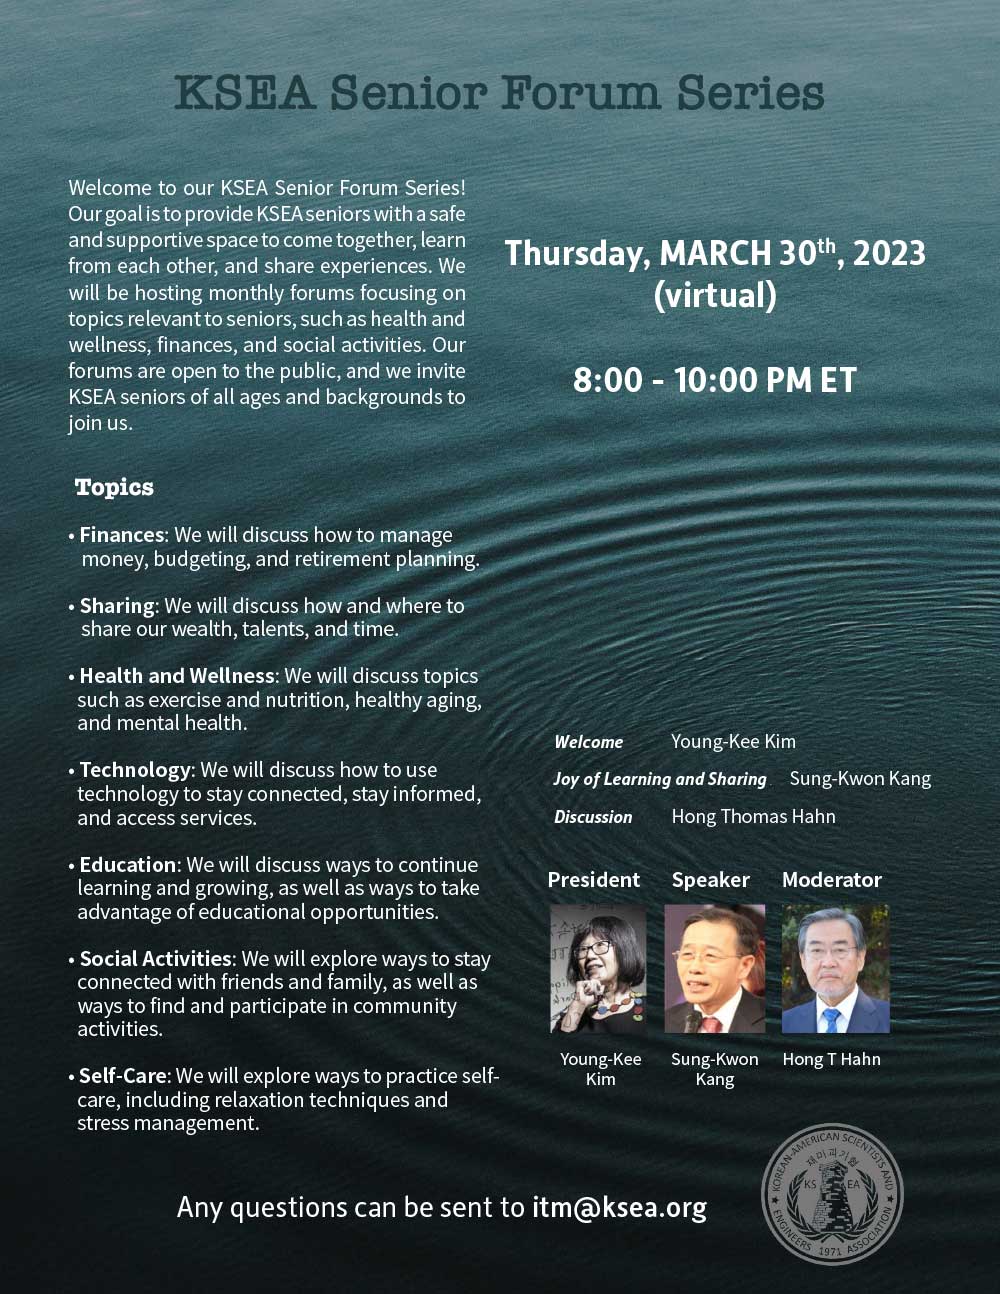 KSEA Senior Forum Series
Welcome to our KSEA Senior Forum Series!
Our goal is to provide KSEA seniors with a safe
and supportive space to come together, learn
from each other, and share experiences. We
will be hosting monthly forums focusing on
topics relevant to seniors, such as health and
wellness, finances, and social activities. Our
forums are open to the public, and we invite
KSEA seniors of all ages and backgrounds to
join us.
Thursday, MARCH 30th, 2023
(virtual)
8:00 - 10:00 PM ET
Topics
• Finances: We will discuss how to manage
money, budgeting, and retirement planning.
• Sharing: We will discuss how and where to
share our wealth, talents, and time.
• Health and Wellness: We will discuss topics
such as exercise and nutrition, healthy aging,
and mental health.
• Technology: We will discuss how to use
technology to stay connected, stay informed,
and access services.
• Education: We will discuss ways to continue
learning and growing, as well as ways to take
advantage of educational opportunities.
• Social Activities: We will explore ways to stay
connected with friends and family, as well as
ways to find and participate in community
activities.
• Self-Care: We will explore ways to practice self-
care, including relaxation techniques and
stress management.
Welcome Young-Kee Kim
Joy of Learning and Sharing Sung-Kwon Kang
Discussion Hong Thomas Hahn
President Speaker Moderator
Young-Kee
Kim
Sung-Kwon
Kang
Hong T Hahn
Any questions can be sent to itm@ksea.org
KOREAN-AMERICAN SCIENTISTS AND
ENGINEERS 1971 ASSOCIATION
재미과기협
KS EA